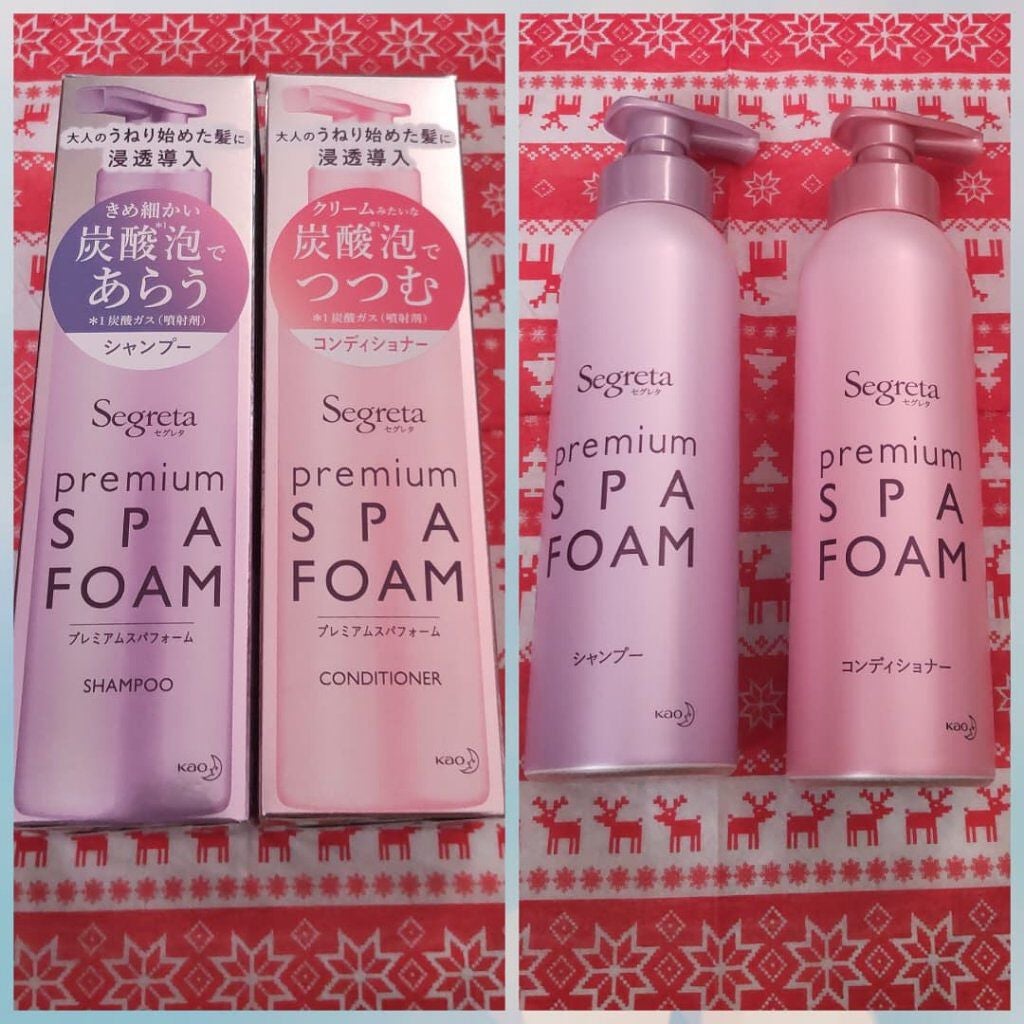 大人のうねり始めた髪に
浸透導入
きめ細かい
炭酸泡で
*1
あらう
*1炭酸ガス(噴射剤)
シャンプー
Segreta
セグレタ
premium
SPA
FOAM
プレミアムスパフォーム
SHAMPOO
Kao
大人のうねり始めた髪に
浸透導入
クリームみたいな
炭酸泡で
*1
つつむ
*1炭酸ガス(噴射剤)
コンディショナー
Segreta
セグレタ
premium
SPA
FOAM
プレミアムスパフォーム
CONDITIONER
Kao
Segreta
セグレタ
premium
SPA
FOAM
シャンプー
Kao
Segreta
セグレタ
premium
SPA
FOAM
コンディショナー
Kao